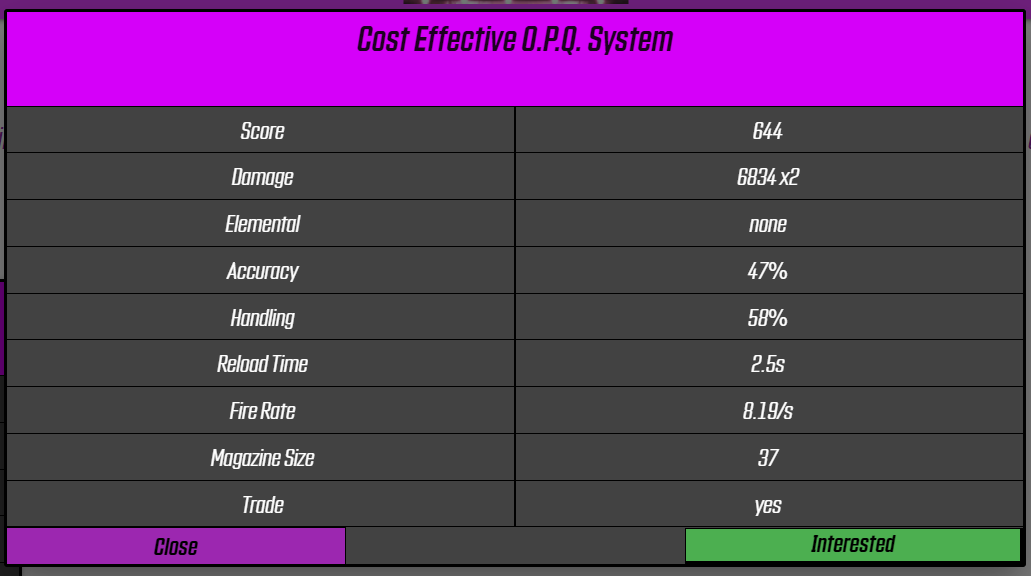 Cost Effective O.P.Q. System
Score 644
Damage 6834 x2
Elemental none
Accuracy 47%
Handling 58%
Reload Time 2.5s
Fire Rate 8.19/s
Magazine Size 37
Trade yes
Close Interested